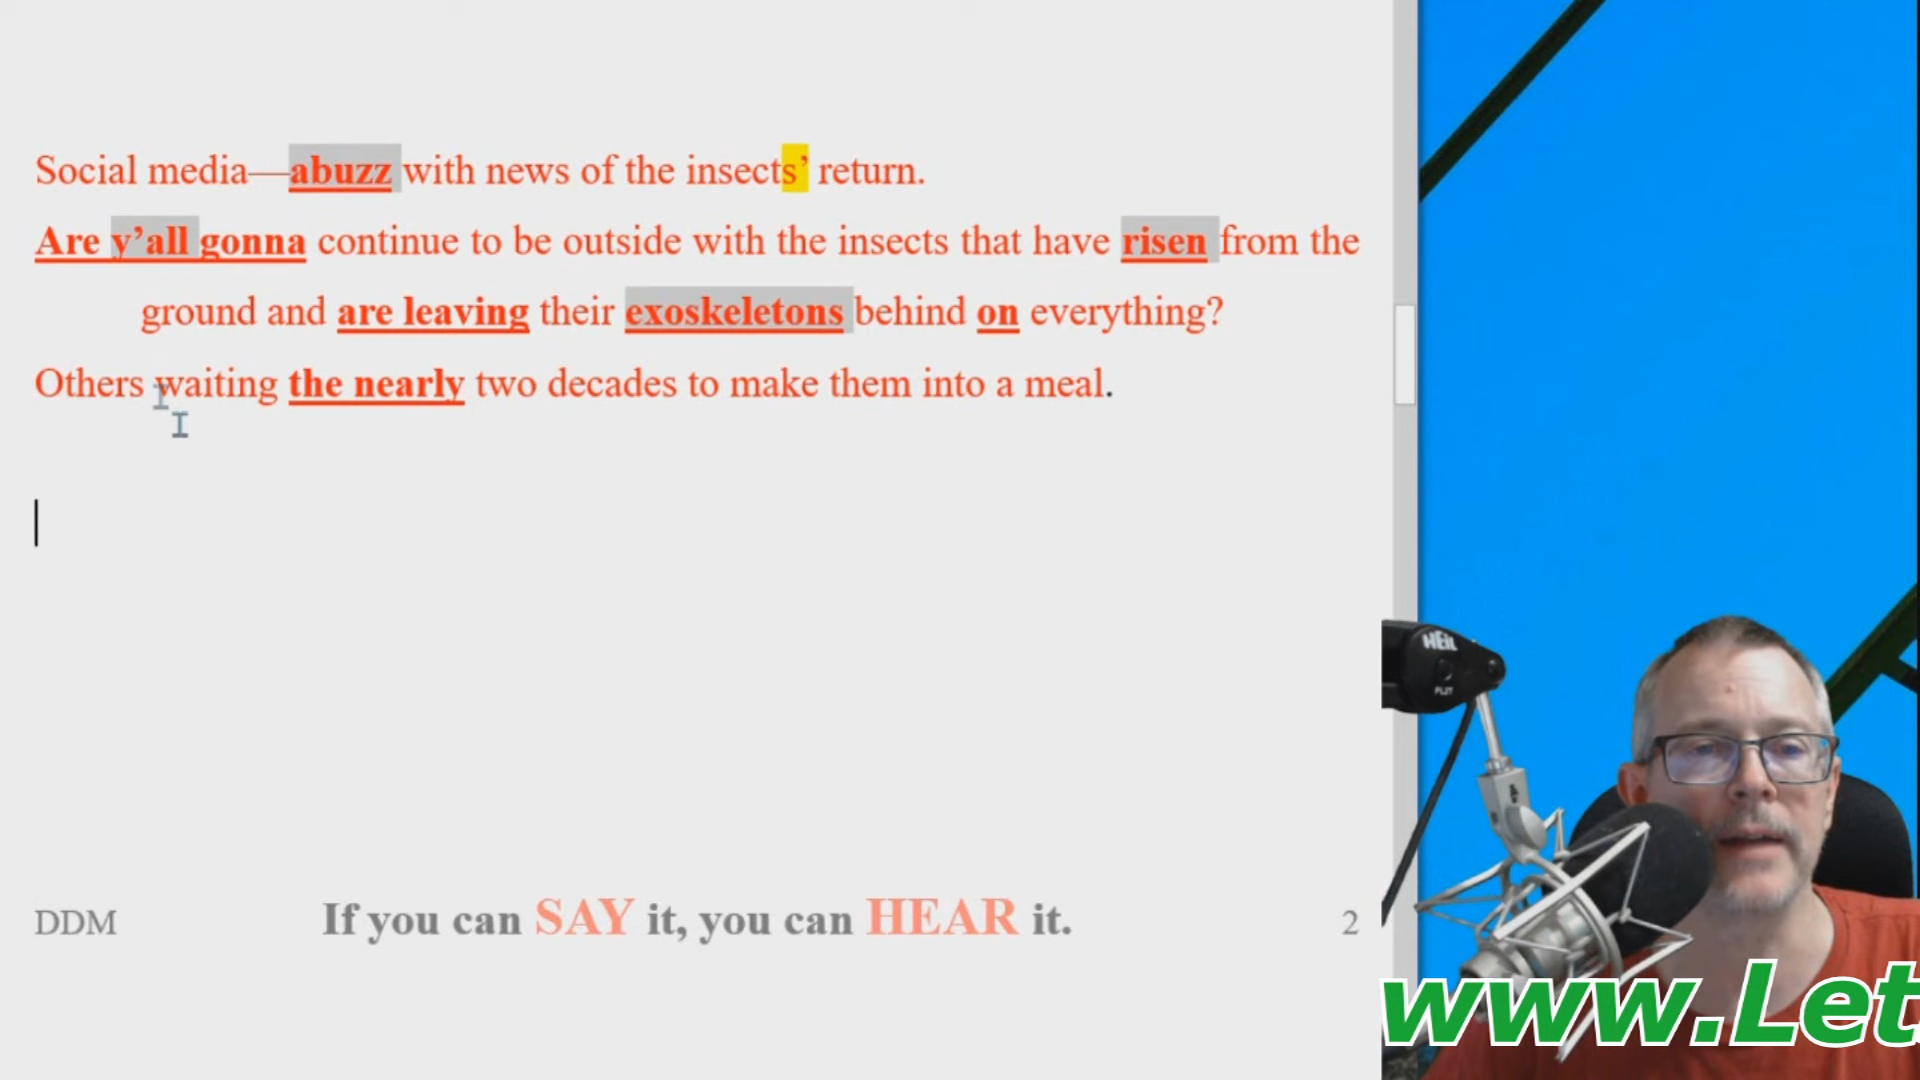 Social media—abuzz with news of the insects’ return.
Are y’all gonna continue to be outside with the insects that have risen from the
ground and are leaving their exoskeletons behind on everything?
Others waiting the nearly two decades to make them into a meal.
DDM
If you can SAY it, you can HEAR it.
2
HEiL
www.Let